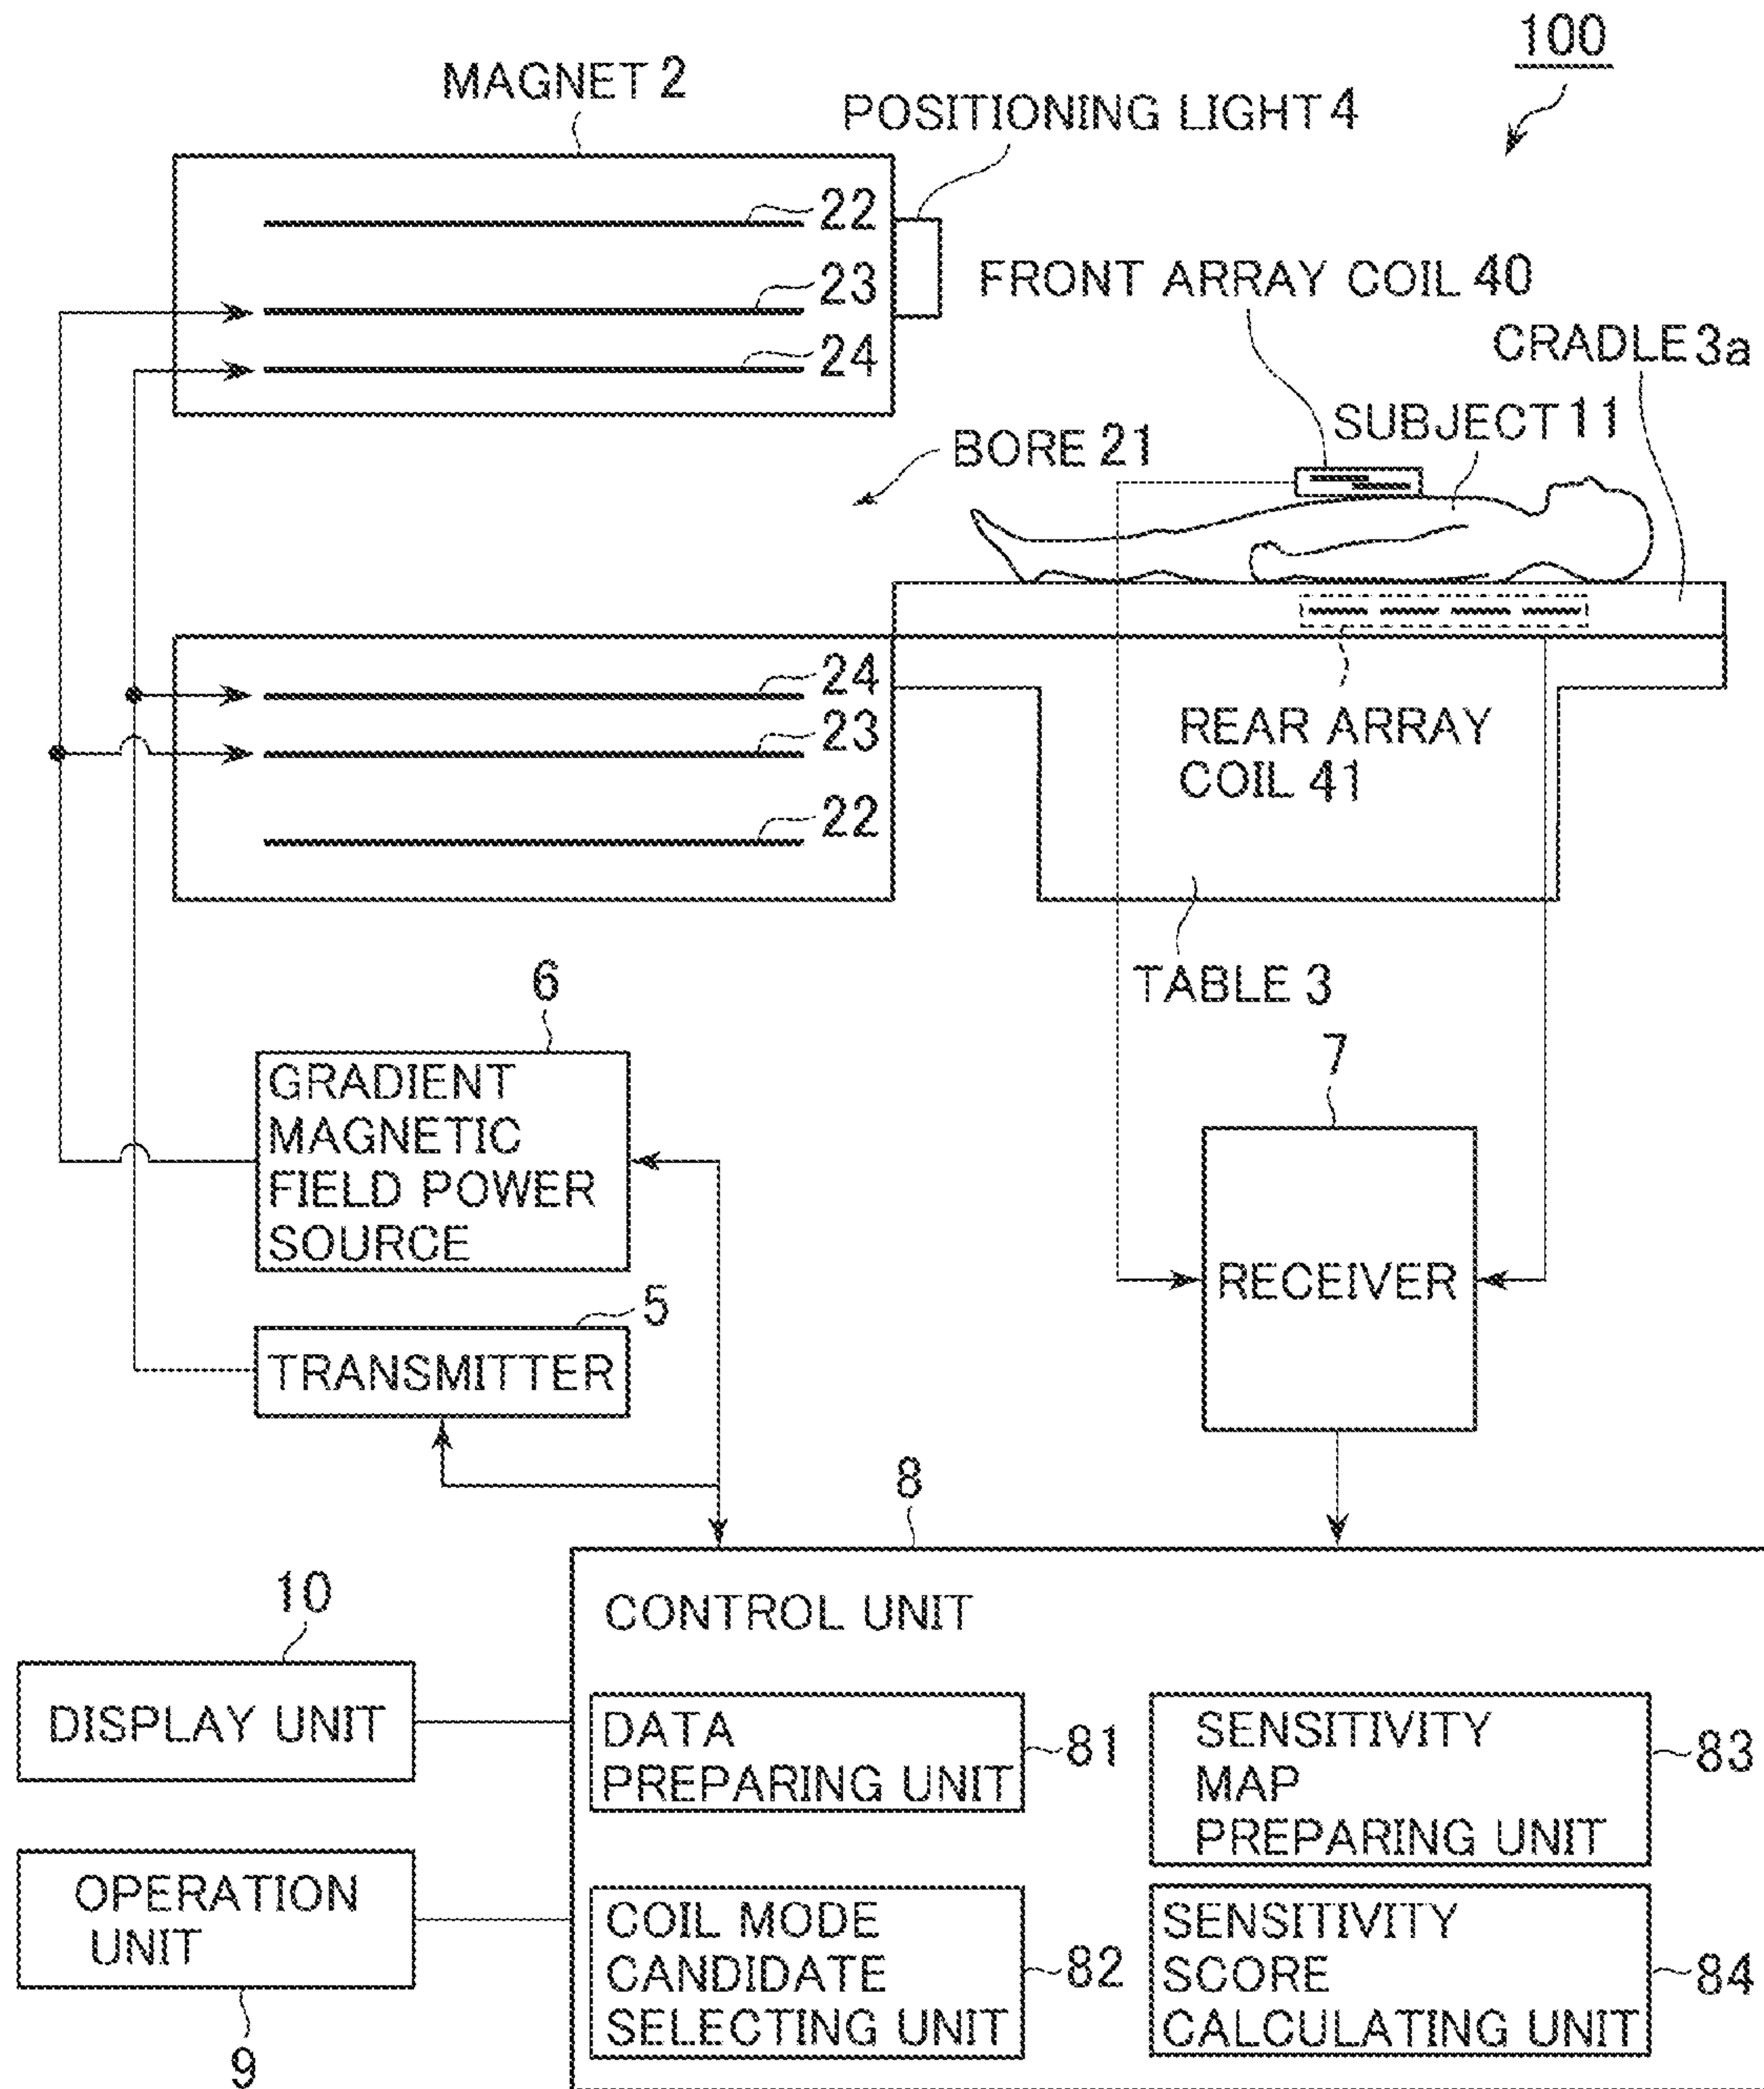 100
MAGNET 2
POSITIONING LIGHT 4
22
23
24
FRONT ARRAY COIL 40
CRADLE 3a
SUBJECT 11
BORE 21
24
23
22
REAR ARRAY
COIL 41
TABLE 3
6
GRADIENT
MAGNETIC
FIELD POWER
SOURCE
7
RECEIVER
5
TRANSMITTER
8
CONTROL UNIT
10
DISPLAY UNIT
DATA
PREPARING UNIT
81
SENSITIVITY
MAP
PREPARING UNIT
83
OPERATION
UNIT
9
COIL MODE
CANDIDATE
SELECTING UNIT
82
SENSITIVITY
SCORE
CALCULATING UNIT
84